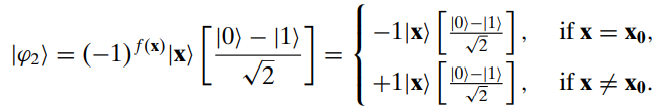 |φ₂⟩ = (−1)^{f(𝐱)}|𝐱⟩ [ (|0⟩ − |1⟩)/√2 ] = { −1|𝐱⟩ [ (|0⟩−|1⟩)/√2 ], if 𝐱 = 𝐱₀,
+1|𝐱⟩ [ (|0⟩−|1⟩)/√2 ], if 𝐱 ≠ 𝐱₀.